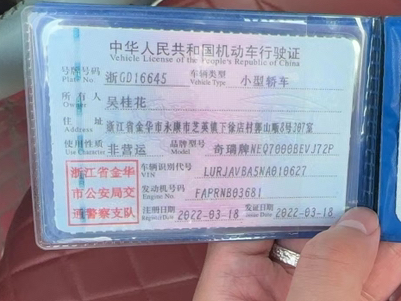 中华人民共和国机动车行驶证
Vehicle License of the People's Republic of China
号牌号码 Plate No. 浙GD16645 车辆类型 Vehicle Type 小型轿车
所有人 Owner 吴桂花
住址 Address 浙江省金华市永康市芝英镇下徐店村郭山顺8号207室
使用性质 Use Character 非营运 品牌型号 Model 奇瑞牌NEQ7000BEVJ72P
浙江省金华
市公安局交
通警察支队
车辆识别代号 VIN LURJAVBA5NA010627
发动机号码 Engine No. FAPRNB03681
注册日期 Register Date 2022-03-18 发证日期 Issue Date 2022-03-18